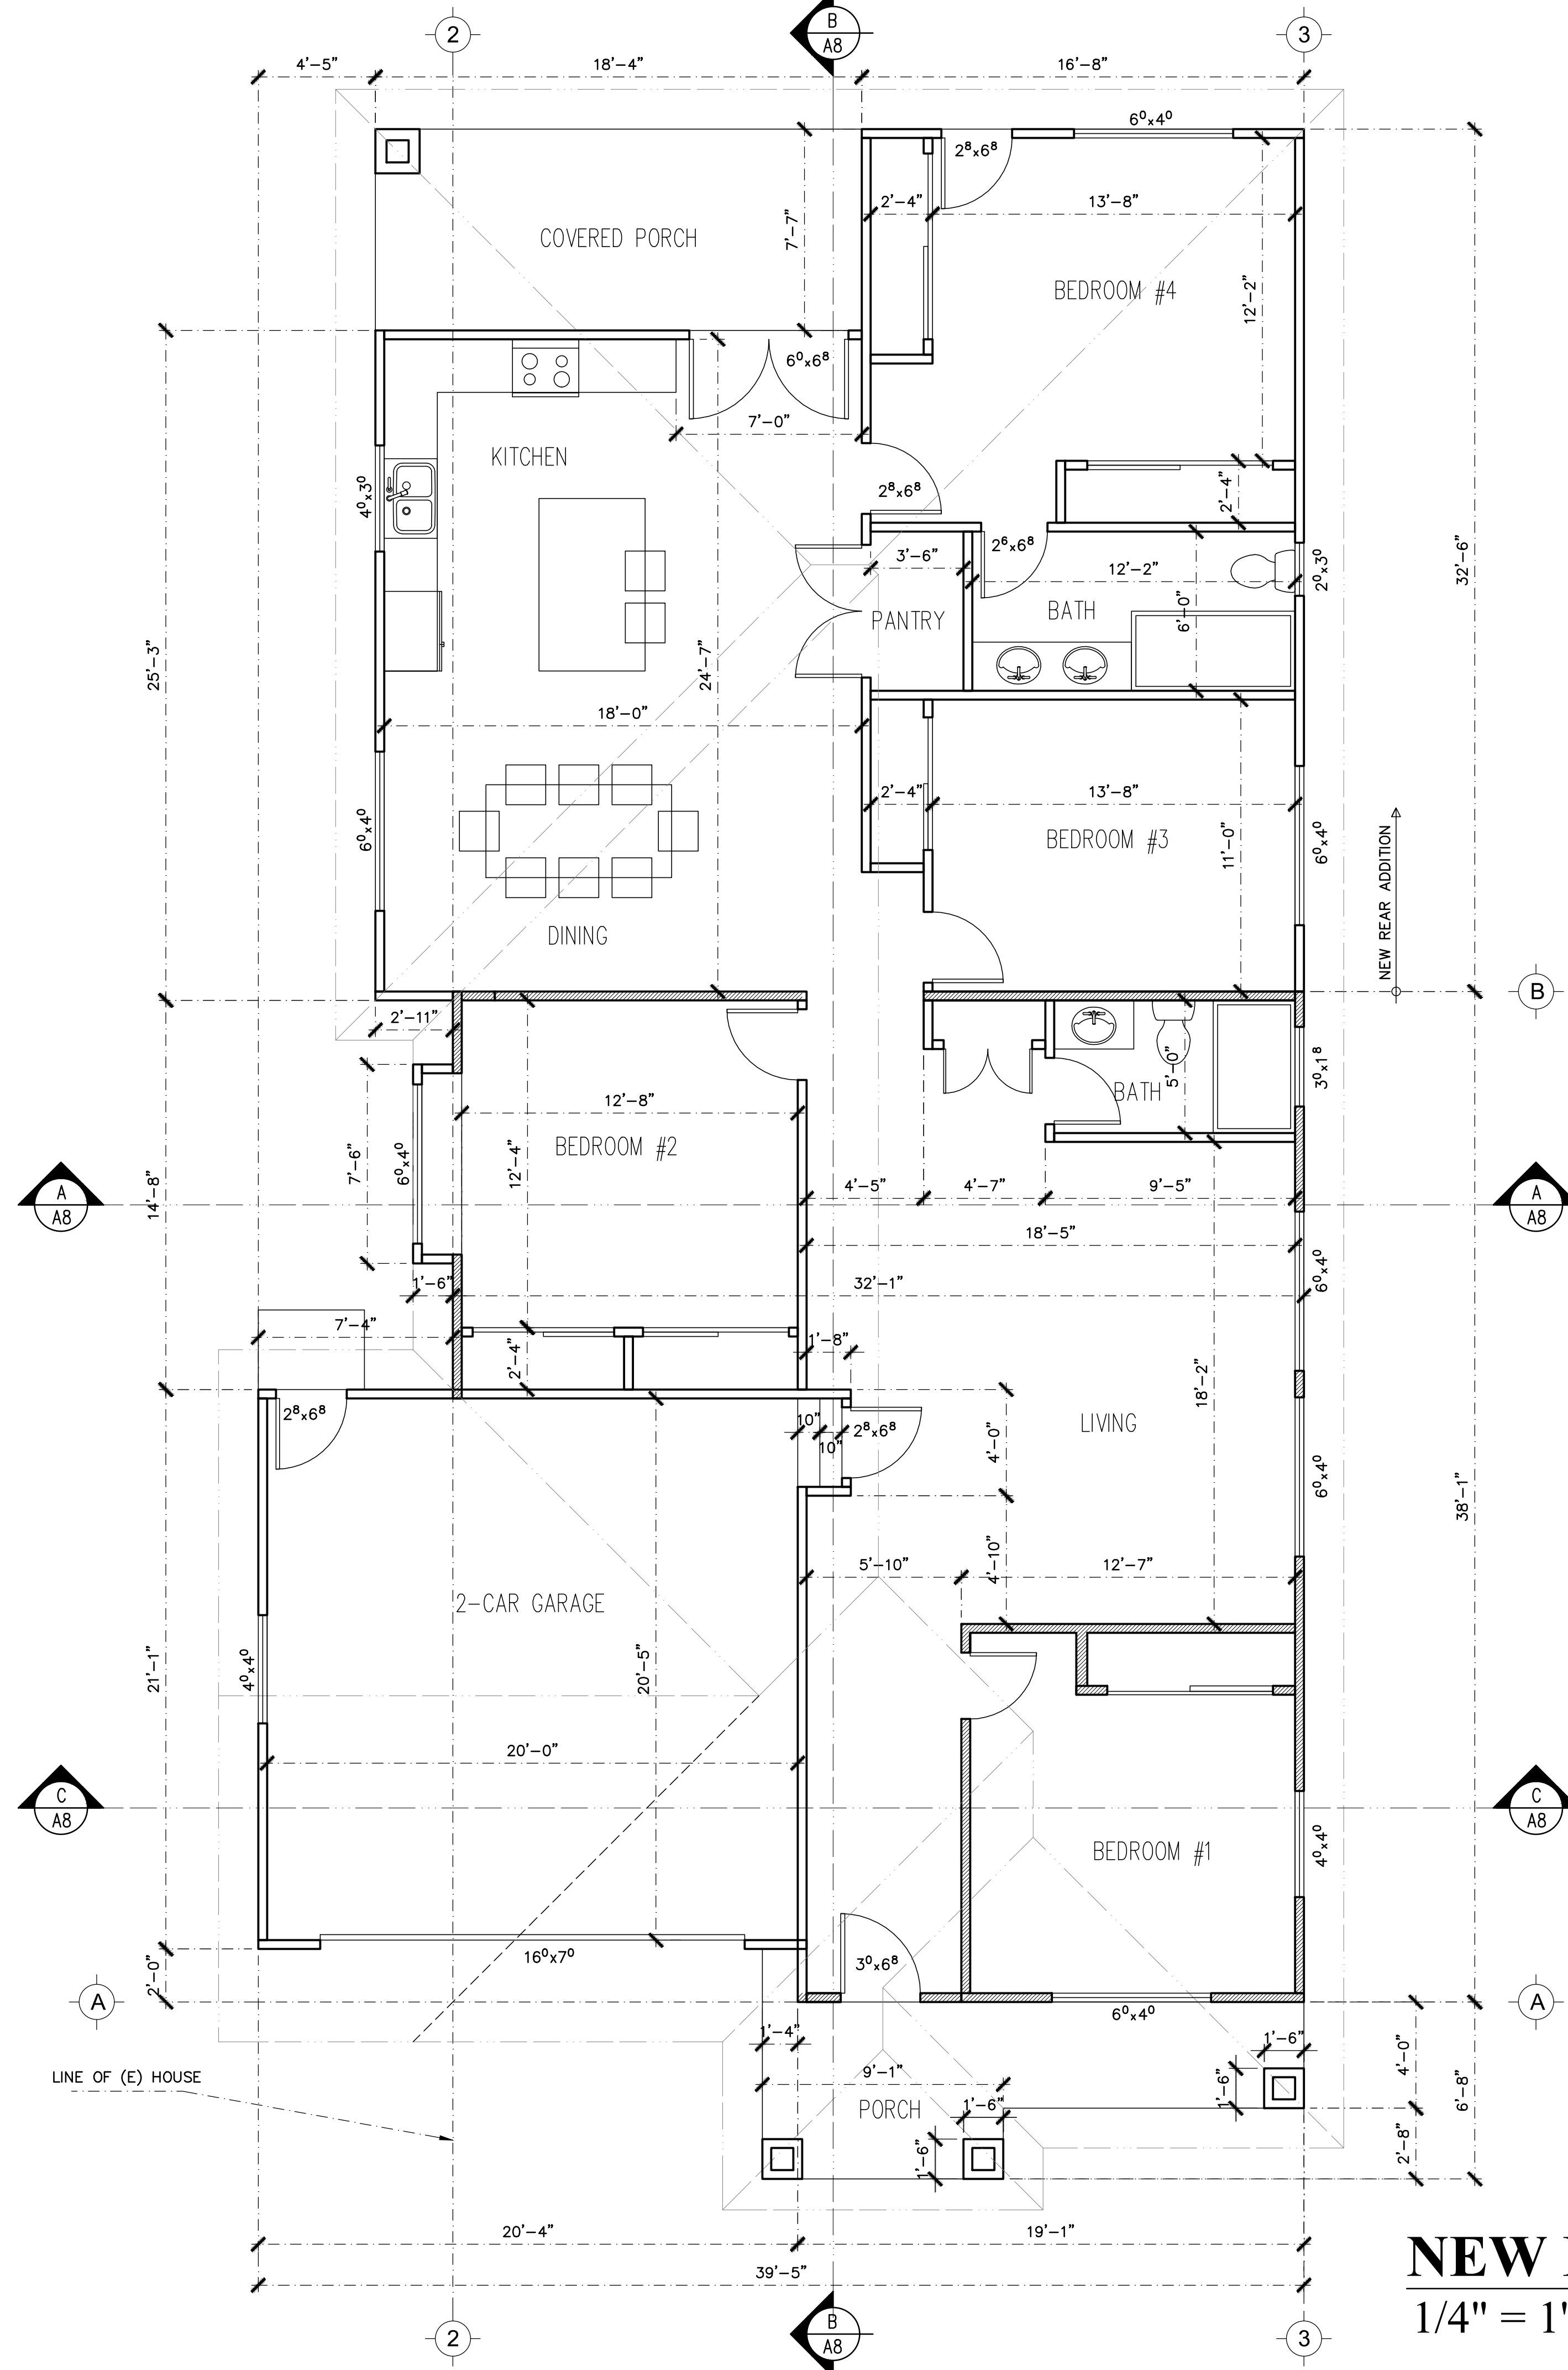 2
B
A8
3
4'-5"
18'-4"
16'-8"
6⁰x4⁰
2⁸x6⁸
2'-4"
13'-8"
7'-7"
COVERED PORCH
BEDROOM #4
12'-2"
6⁰x6⁸
7'-0"
KITCHEN
4⁰x3⁰
2⁸x6⁸
2'-4"
3'-6"
2⁶x6⁸
12'-2"
2⁰x3⁰
32'-6"
PANTRY
BATH
6'-0"
25'-3"
24'-7"
18'-0"
2'-4"
13'-8"
6⁰x4⁰
BEDROOM #3
11'-0"
6⁰x4⁰
NEW REAR ADDITION
DINING
B
2'-11"
5'-0"
3⁰x1⁸
BATH
12'-8"
BEDROOM #2
7'-6"
6⁰x4⁰
12'-4"
14'-8"
A
A8
4'-5"
4'-7"
9'-5"
A
A8
18'-5"
6⁰x4⁰
1'-6"
32'-1"
7'-4"
2'-4"
1'-8"
18'-2"
2⁸x6⁸
10"
10"
2⁸x6⁸
4'-0"
LIVING
6⁰x4⁰
38'-1"
5'-10"
4'-10"
12'-7"
2-CAR GARAGE
21'-1"
4⁰x4⁰
20'-5"
20'-0"
C
A8
C
A8
BEDROOM #1
4⁰x4⁰
16⁰x7⁰
3⁰x6⁸
2'-0"
A
6⁰x4⁰
A
1'-4"
1'-6"
4'-0"
LINE OF (E) HOUSE
9'-1"
1'-6"
6'-8"
PORCH
1'-6"
1'-6"
2'-8"
20'-4"
19'-1"
39'-5"
NEW
1/4" = 1'
2
B
A8
3